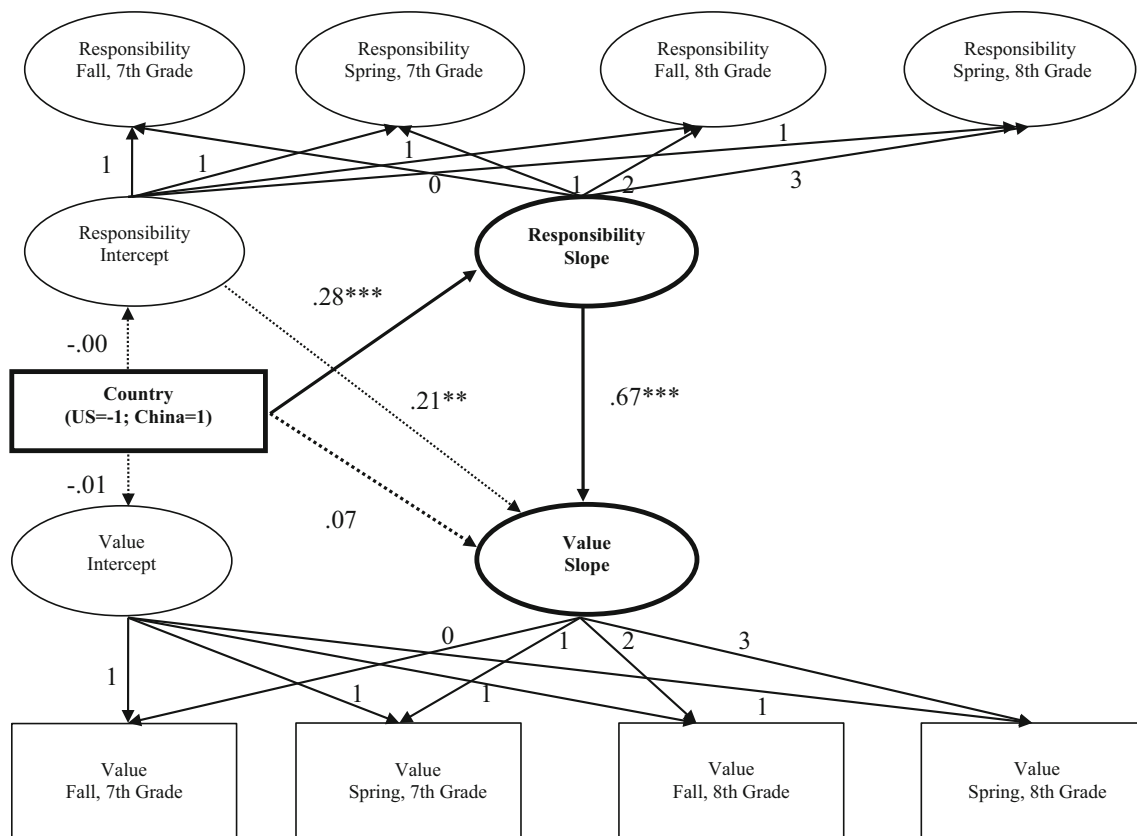 Responsibility
Fall, 7th Grade
Responsibility
Spring, 7th Grade
Responsibility
Fall, 8th Grade
Responsibility
Spring, 8th Grade
1
1
1
1
0
1
2
3
Responsibility
Intercept
Responsibility
Slope
.28***
-.00
Country
(US=-1; China=1)
.21**
.67***
-.01
.07
Value
Intercept
Value
Slope
0
1
2
3
1
1
1
1
Value
Fall, 7th Grade
Value
Spring, 7th Grade
Value
Fall, 8th Grade
Value
Spring, 8th Grade